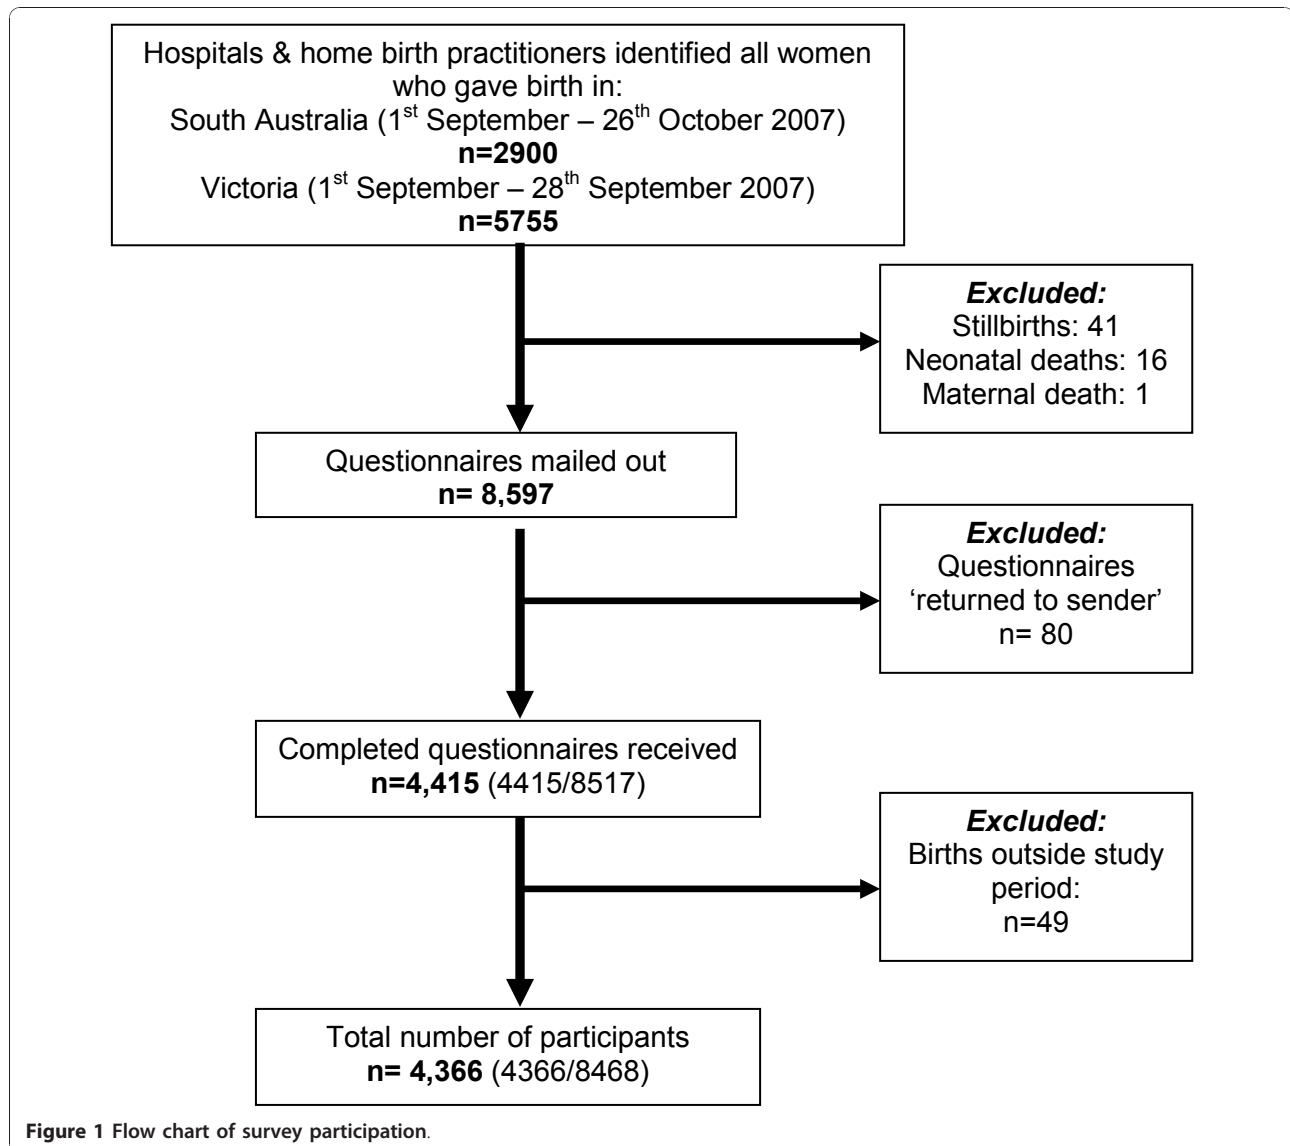 Hospitals & home birth practitioners identified all women
who gave birth in:
South Australia (1st September – 26th October 2007)
n=2900
Victoria (1st September – 28th September 2007)
n=5755
Excluded:
Stillbirths: 41
Neonatal deaths: 16
Maternal death: 1
Questionnaires mailed out
n= 8,597
Excluded:
Questionnaires
‘returned to sender’
n= 80
Completed questionnaires received
n=4,415 (4415/8517)
Excluded:
Births outside study
period:
n=49
Total number of participants
n= 4,366 (4366/8468)
Figure 1 Flow chart of survey participation.